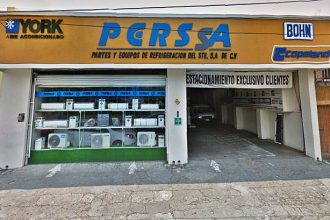 YORK
AIRE ACONDICIONADO
PERSSA
PARTES Y EQUIPOS DE REFRIGERACION DEL STE, S.A DE C.V
BOHN
Copeland
ESTACIONAMIENTO EXCLUSIVO CLIENTES